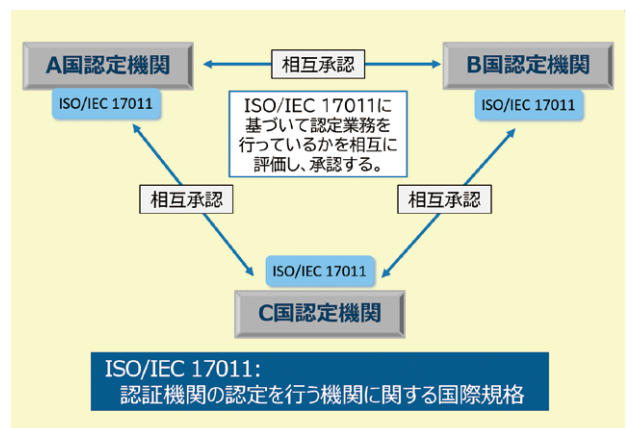 A国認定機関
相互承認
B国認定機関
ISO/IEC 17011
ISO/IEC 17011に
基づいて認定業務を
行っているかを相互に
評価し、承認する。
ISO/IEC 17011
相互承認
相互承認
ISO/IEC 17011
C国認定機関
ISO/IEC 17011:
認証機関の認定を行う機関に関する国際規格